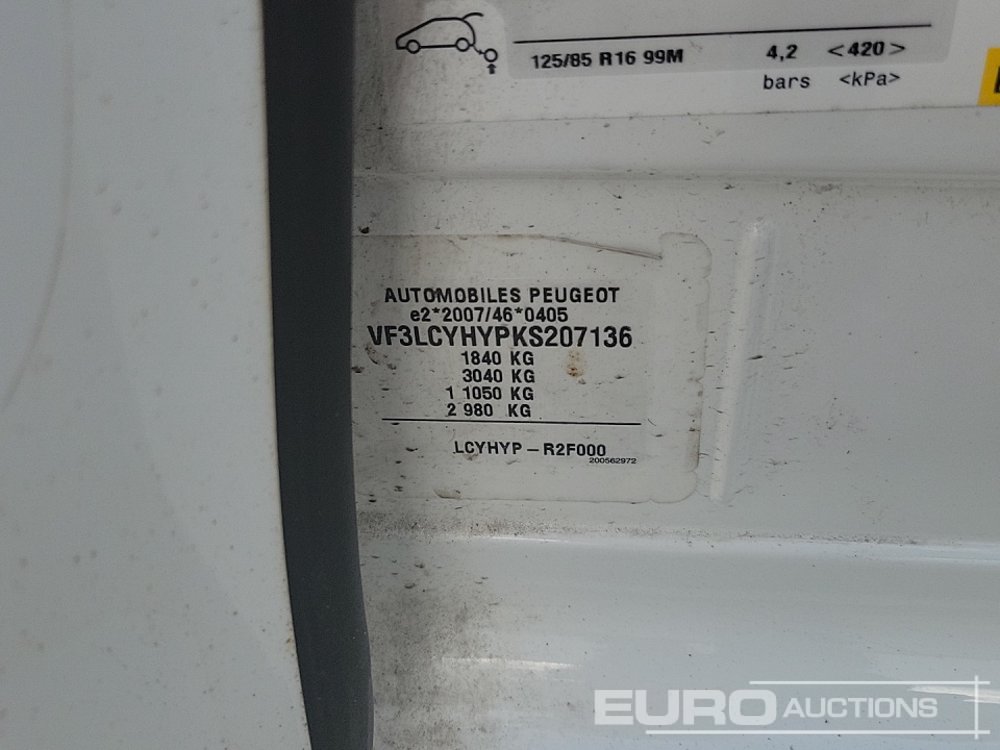 125/85 R16 99M 4,2 <420>
bars <kPa>
AUTOMOBILES PEUGEOT
e2*2007/46*0405
VF3LCYHYPKS207136
1840 KG
3040 KG
1 1050 KG
2 980 KG
LCYHYP - R2F000
200562972
EURO AUCTIONS